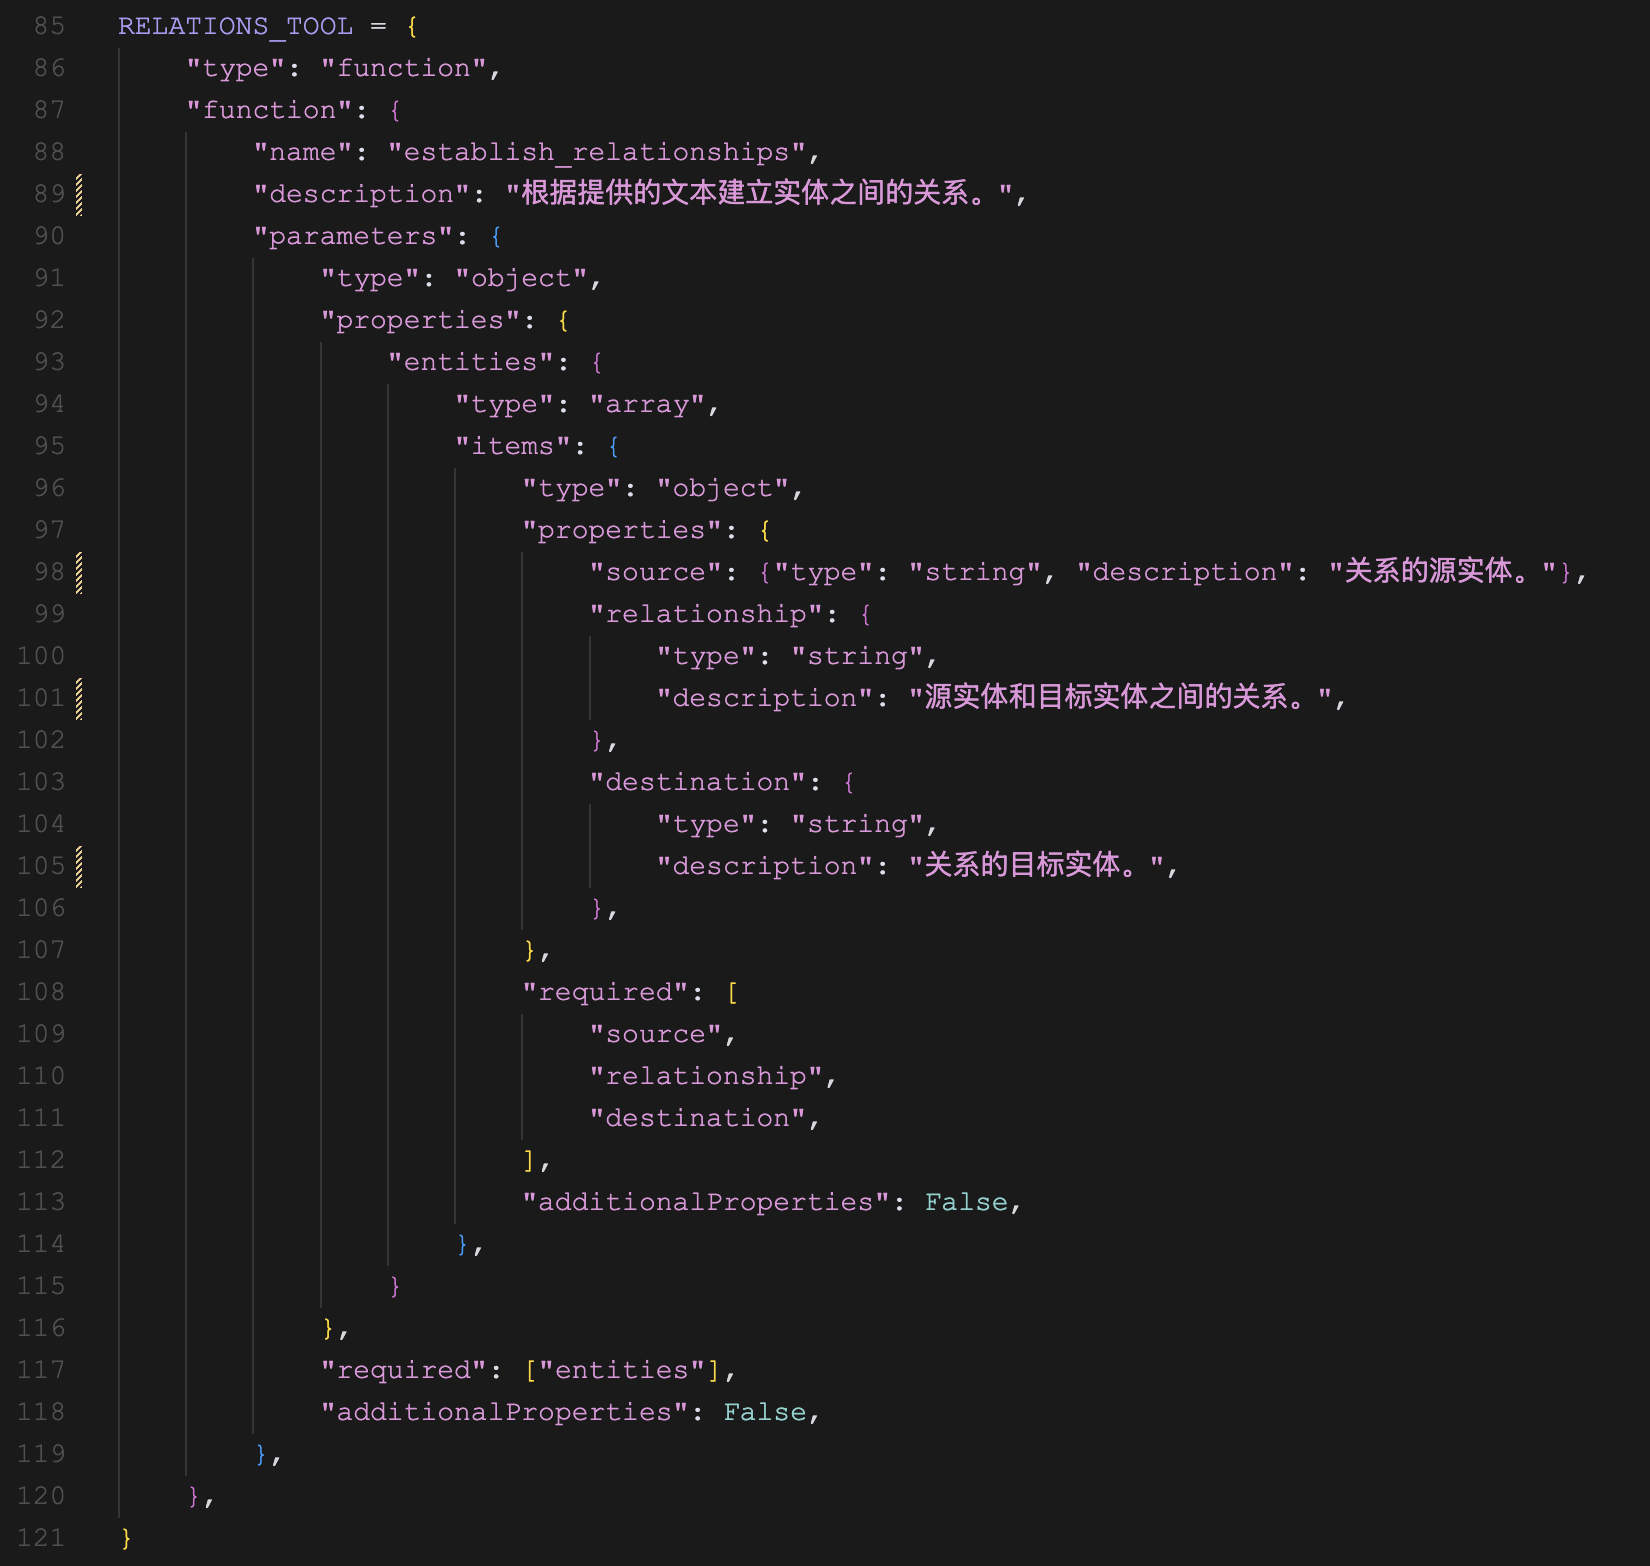 85 RELATIONS_TOOL = {
86     "type": "function",
87     "function": {
88         "name": "establish_relationships",
89         "description": "根据提供的文本建立实体之间的关系。",
90         "parameters": {
91             "type": "object",
92             "properties": {
93                 "entities": {
94                     "type": "array",
95                     "items": {
96                         "type": "object",
97                         "properties": {
98                             "source": {"type": "string", "description": "关系的源实体。"},
99                             "relationship": {
100                                 "type": "string",
101                                 "description": "源实体和目标实体之间的关系。",
102                             },
103                             "destination": {
104                                 "type": "string",
105                                 "description": "关系的目标实体。",
106                             },
107                         },
108                         "required": [
109                             "source",
110                             "relationship",
111                             "destination",
112                         ],
113                         "additionalProperties": False,
114                     },
115                 }
116             },
117             "required": ["entities"],
118             "additionalProperties": False,
119         },
120     },
121 }